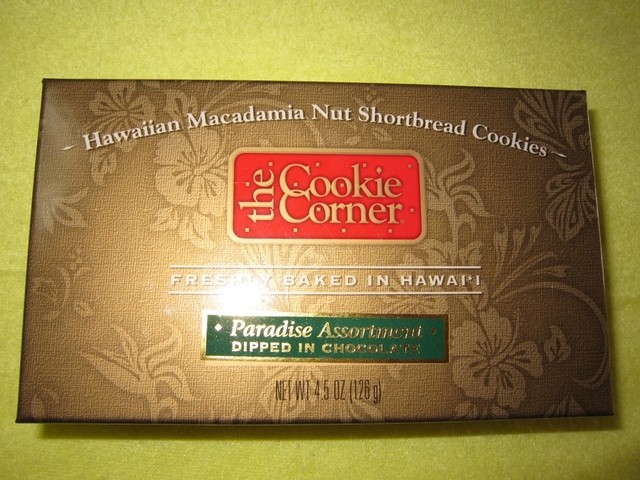 - Hawaiian Macadamia Nut Shortbread Cookies -
the Cookie
Corner
FRESHLY BAKED IN HAWAI'I
• Paradise Assortment •
DIPPED IN CHOCOLATE
NET WT 4.5 OZ (126 g)